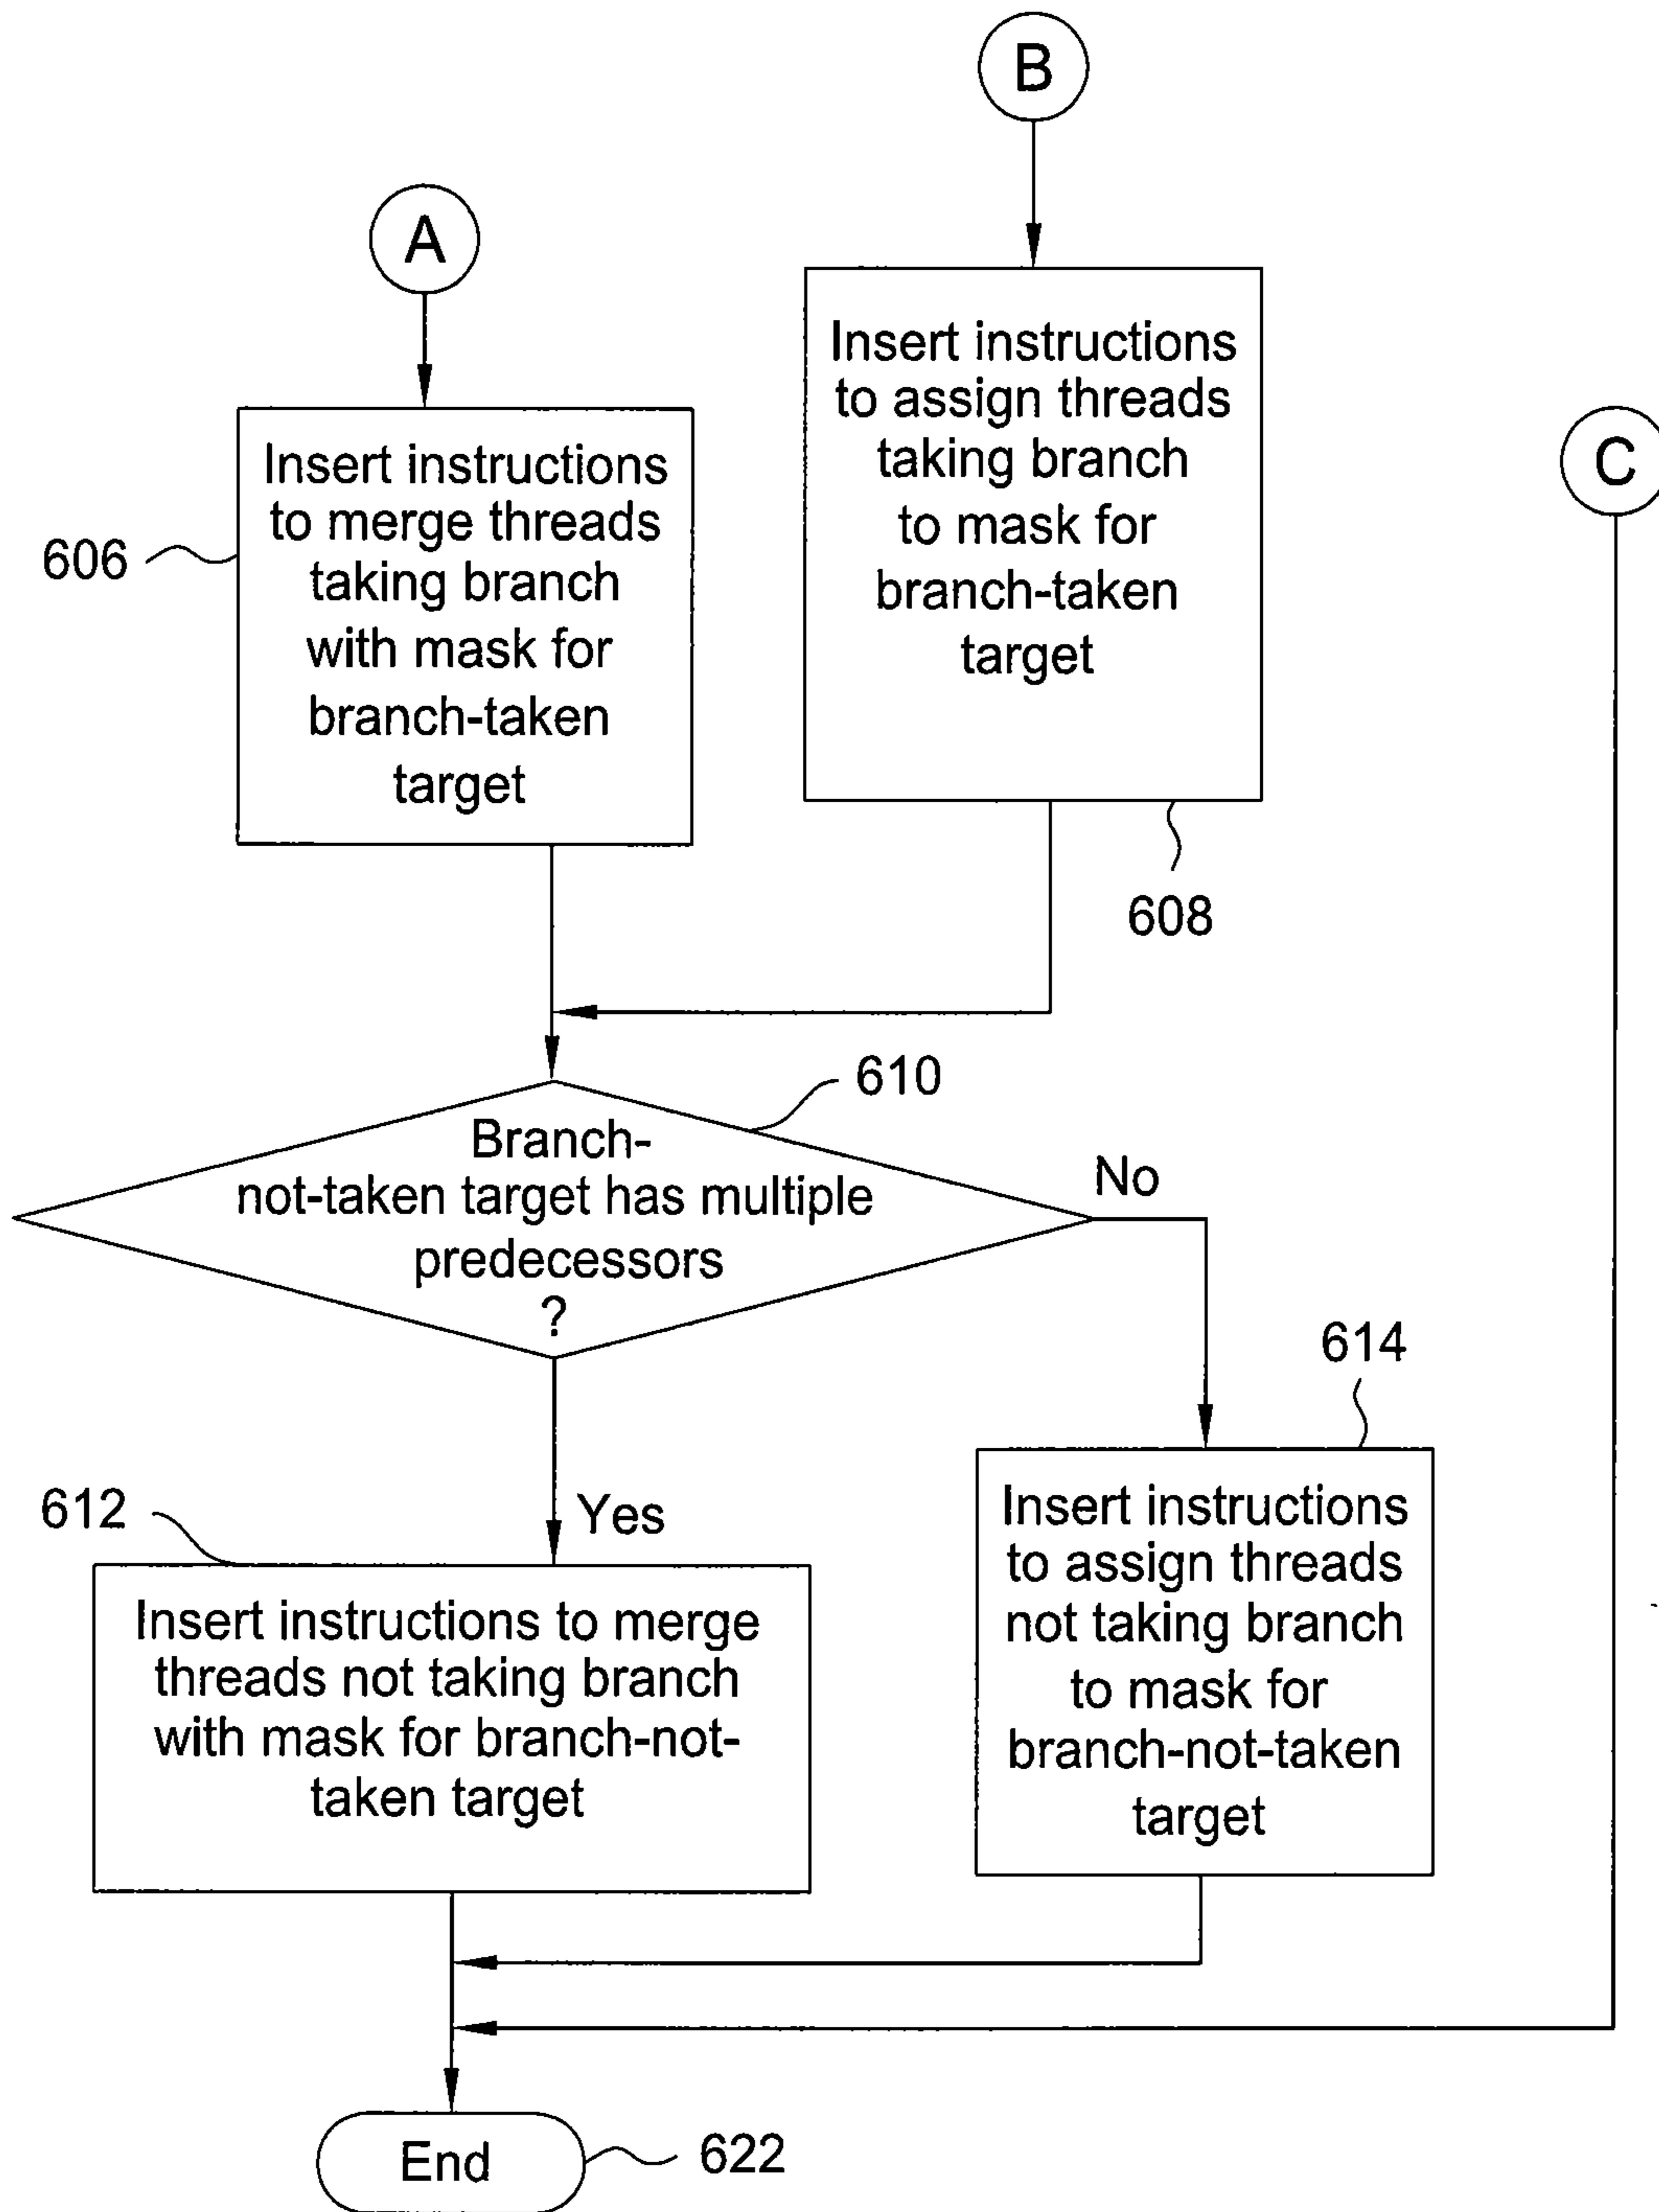 B
A
Insert instructions
to assign threads
taking branch
to mask for
branch-taken
target
C
Insert instructions
to merge threads
taking branch
with mask for
branch-taken
target
606
608
610
Branch-
not-taken target has multiple
predecessors
?
No
614
612
Yes
Insert instructions
to assign threads
not taking branch
to mask for
branch-not-taken
target
Insert instructions to merge
threads not taking branch
with mask for branch-not-
taken target
End
622